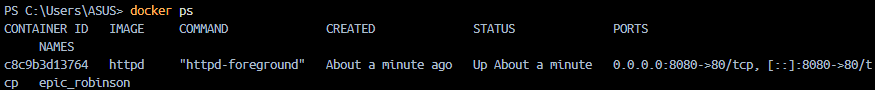 PS C:\Users\ASUS> docker ps
CONTAINER ID   IMAGE     COMMAND              CREATED              STATUS              PORTS
     NAMES
c8c9b3d13764   httpd     "httpd-foreground"   About a minute ago   Up About a minute   0.0.0.0:8080->80/tcp, [::]:8080->80/t
cp   epic_robinson